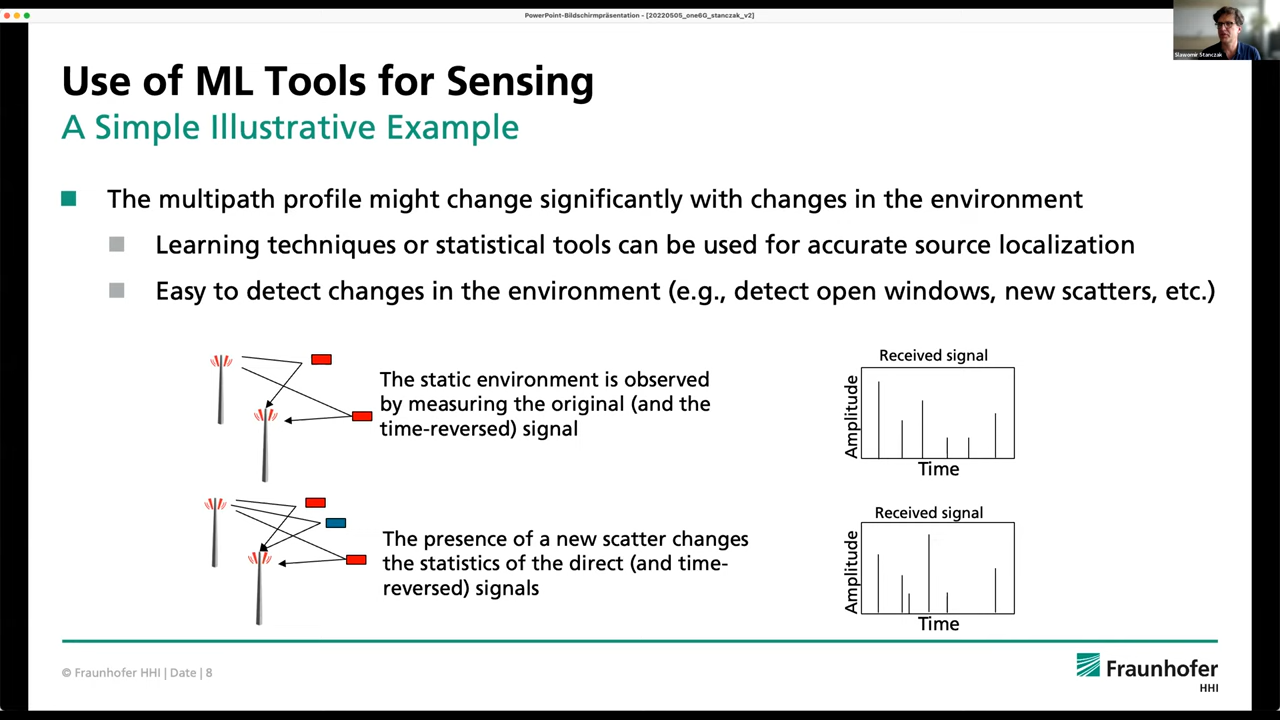 PowerPoint-Bildschirmpräsentation - [20220505_one6G_stanczak_v2]
Slawomir Stanczak
Use of ML Tools for Sensing
A Simple Illustrative Example
The multipath profile might change significantly with changes in the environment
Learning techniques or statistical tools can be used for accurate source localization
Easy to detect changes in the environment (e.g., detect open windows, new scatters, etc.)
The static environment is observed
by measuring the original (and the
time-reversed) signal
Received signal
Amplitude
Time
The presence of a new scatter changes
the statistics of the direct (and time-
reversed) signals
Received signal
Amplitude
Time
© Fraunhofer HHI | Date | 8
Fraunhofer
HHI